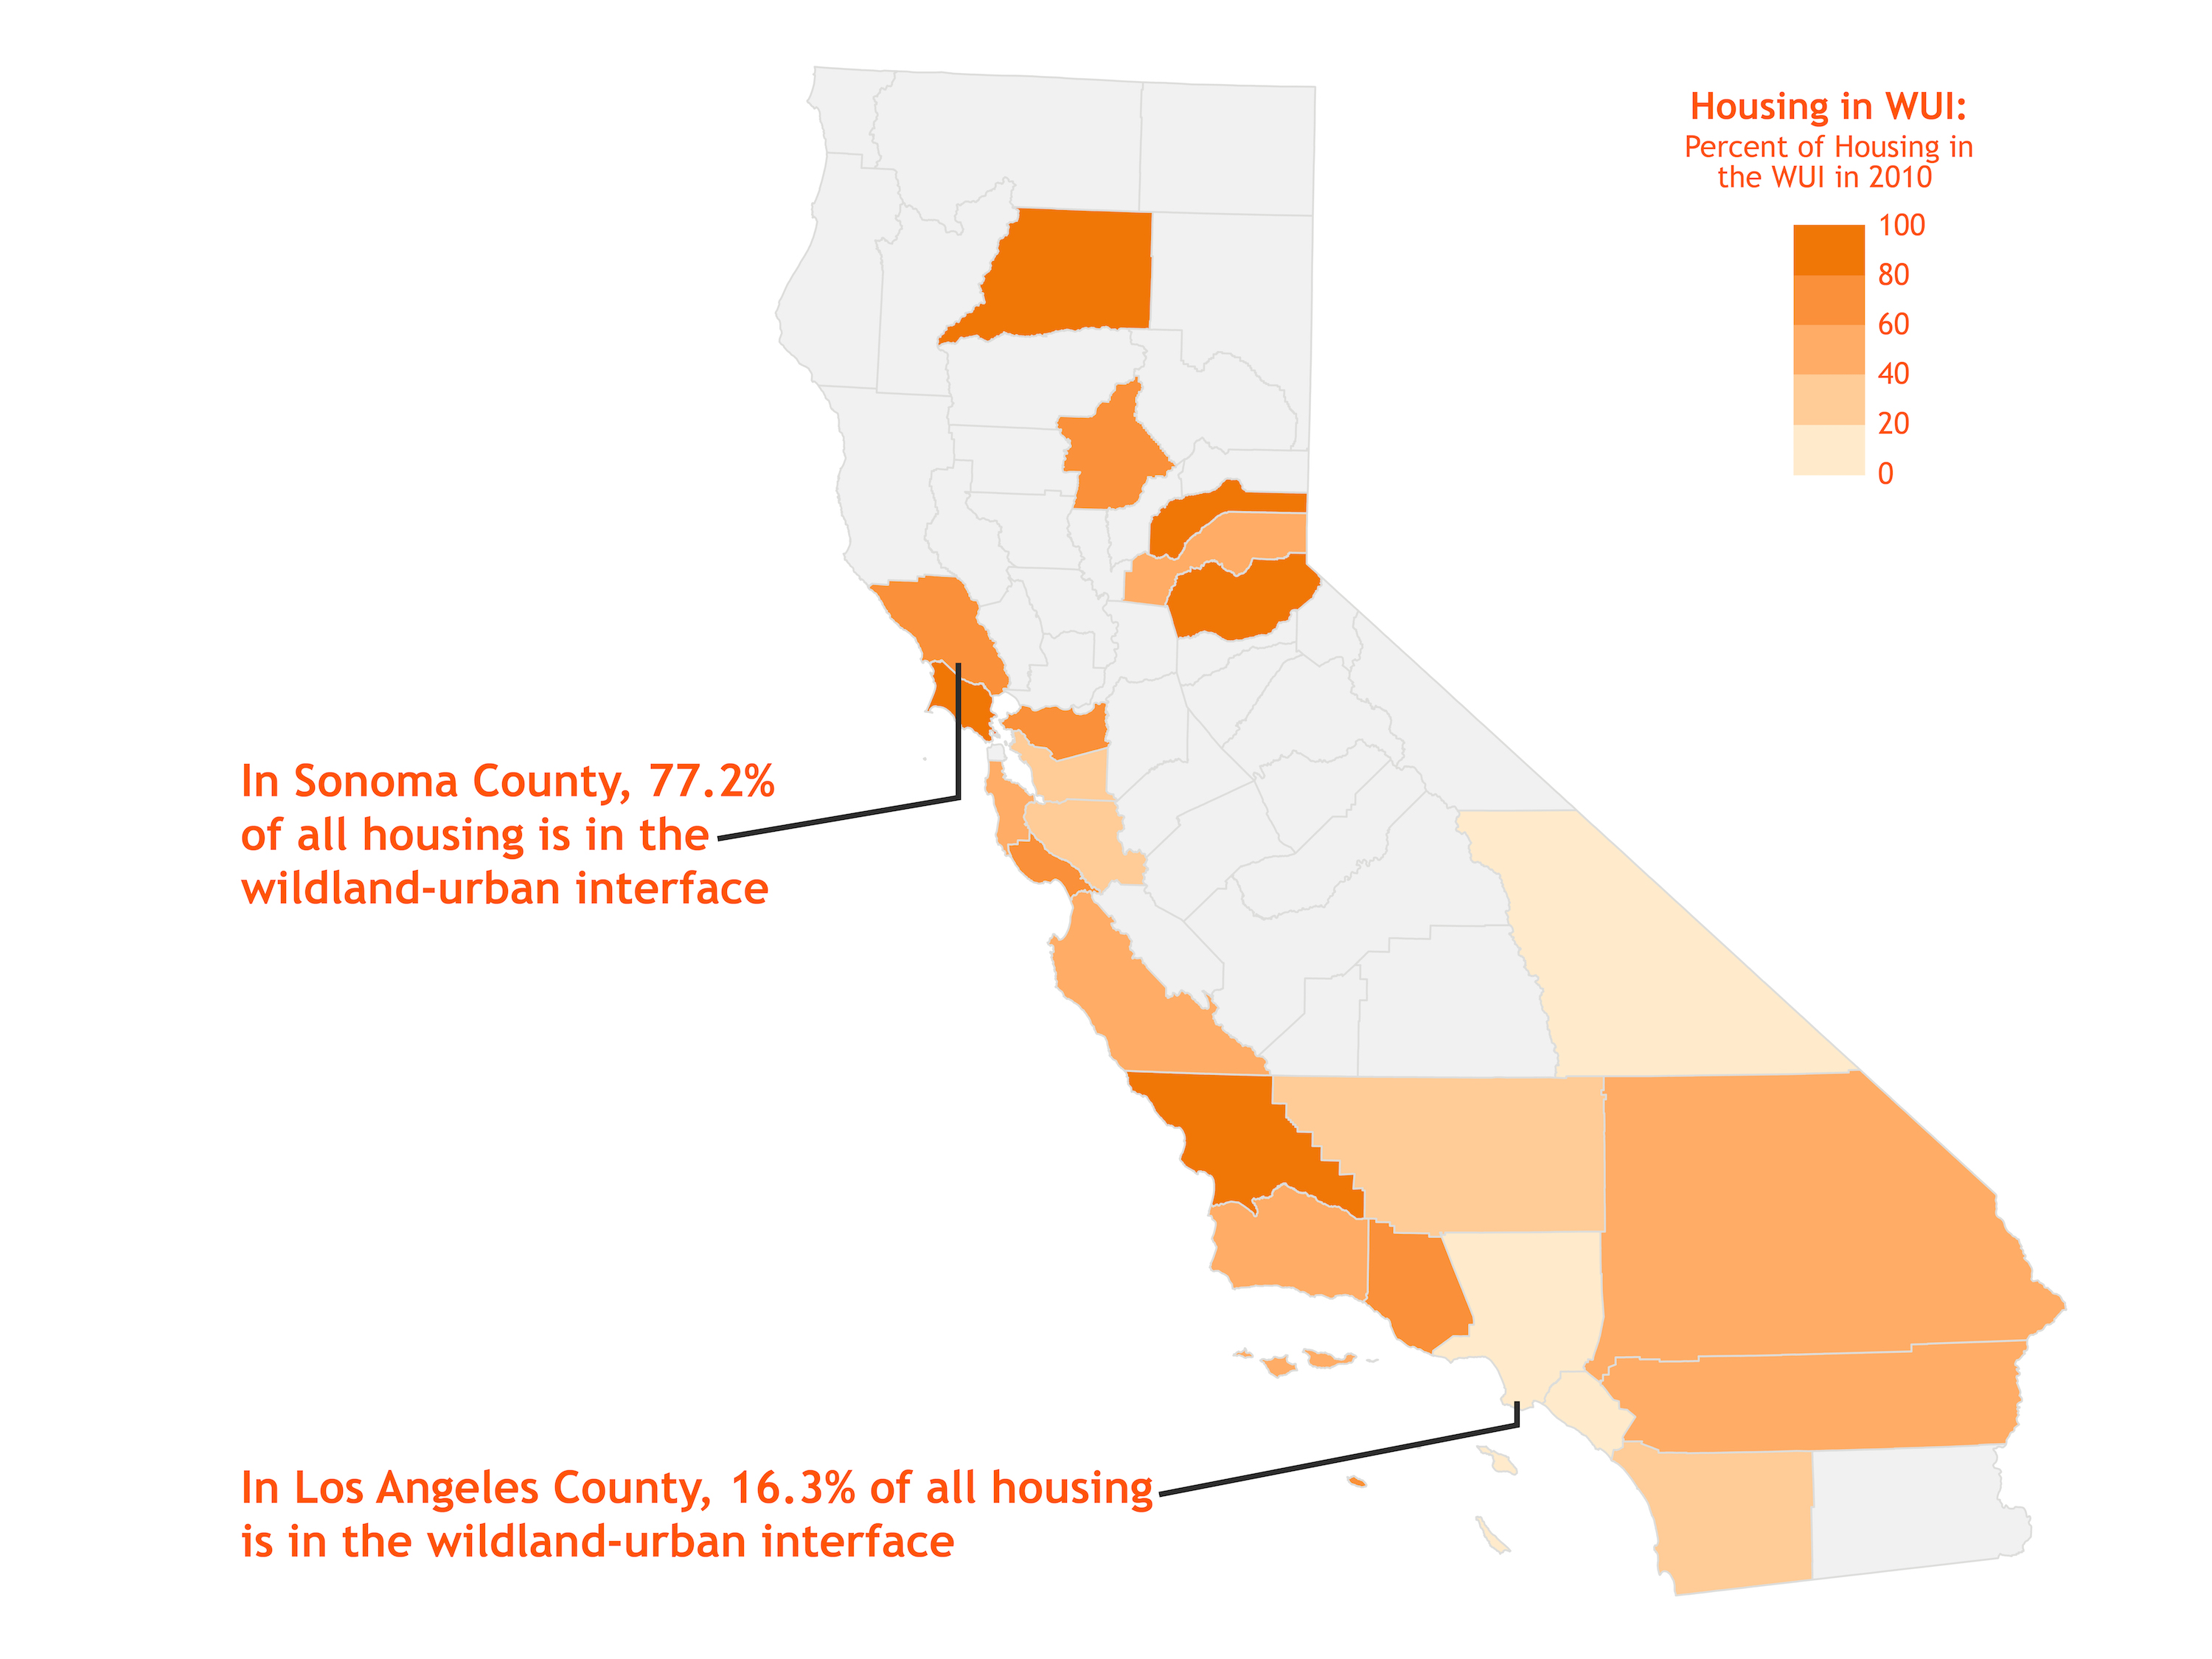 Housing in WUI:
Percent of Housing in
the WUI in 2010
100
80
60
40
20
0
In Sonoma County, 77.2%
of all housing is in the
wildland-urban interface
In Los Angeles County, 16.3% of all housing
is in the wildland-urban interface